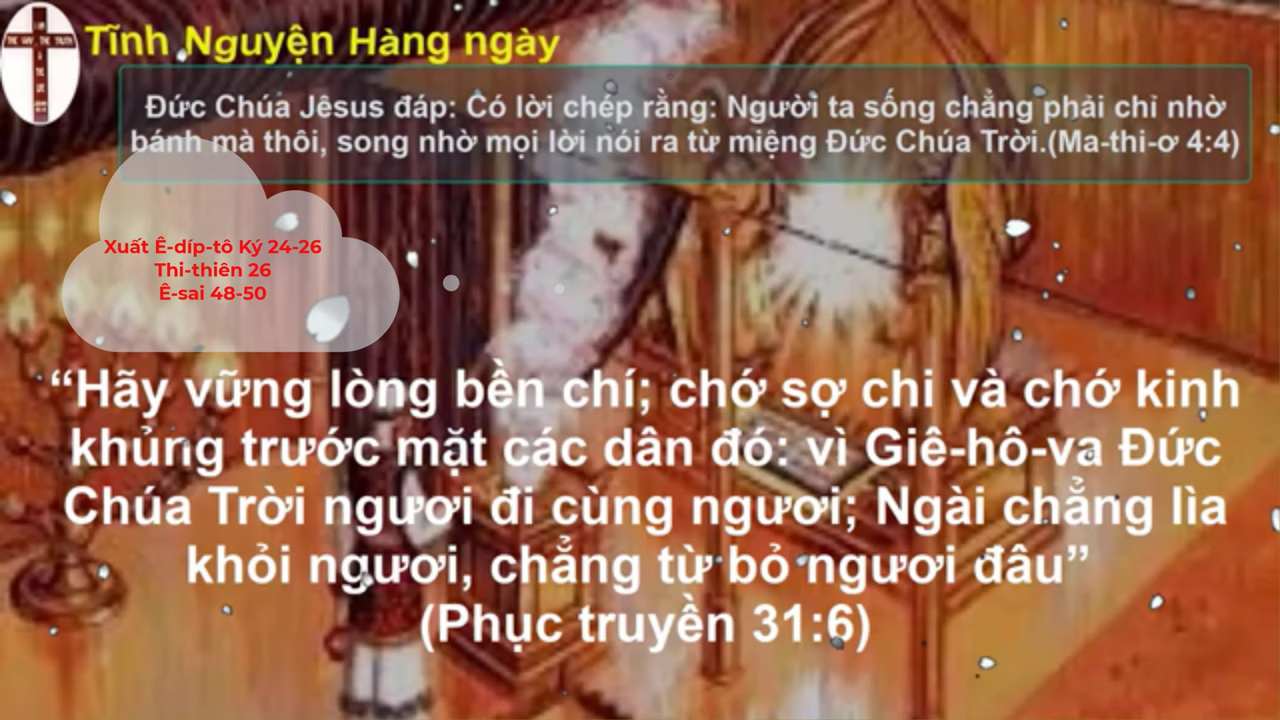 Tĩnh Nguyện Hàng ngày
Đức Chúa Jêsus đáp: Có lời chép rằng: Người ta sống chẳng phải chỉ nhờ
bánh mà thôi, song nhờ mọi lời nói ra từ miệng Đức Chúa Trời.(Ma-thi-ơ 4:4)
Xuất Ê-díp-tô Ký 24-26
Thi-thiên 26
Ê-sai 48-50
“Hãy vững lòng bền chí; chớ sợ chi và chớ kinh
khủng trước mặt các dân đó: vì Giê-hô-va Đức
Chúa Trời ngươi đi cùng ngươi; Ngài chẳng lìa
khỏi ngươi, chẳng từ bỏ ngươi đâu”
(Phục truyền 31:6)